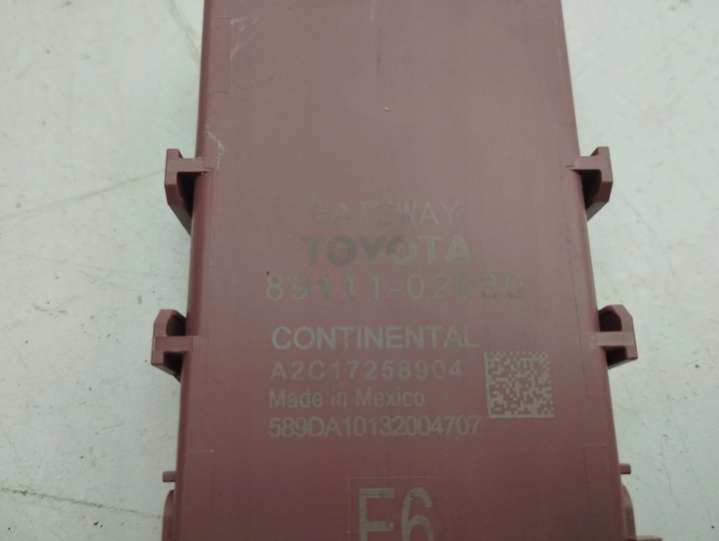 GATEWAY
TOYOTA
CONTINENTAL
A2C17258904
Made in Mexico
589DA10132004707
E6